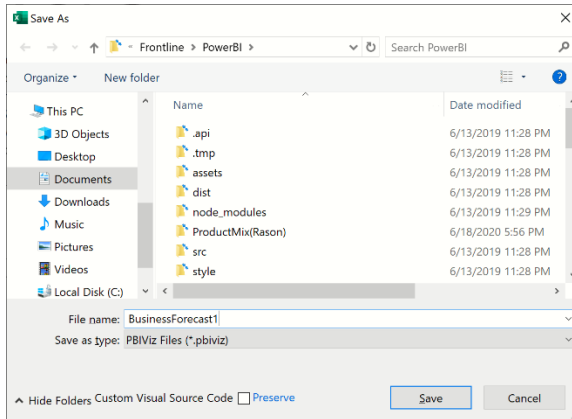 Save As
« Frontline > PowerBI >
Search PowerBI
Organize
New folder
This PC
3D Objects
Desktop
Documents
Downloads
Music
Pictures
Videos
Local Disk (C:)
Name Date modified
.api 6/13/2019 11:28 PM
.tmp 6/13/2019 11:28 PM
assets 6/13/2019 11:28 PM
dist 6/13/2019 11:28 PM
node_modules 6/13/2019 11:29 PM
ProductMix(Rason) 6/18/2020 5:56 PM
src 6/13/2019 11:28 PM
style 6/13/2019 11:28 PM
File name: BusinessForecast1
Save as type: PBIViz Files (*.pbiviz)
Hide Folders Custom Visual Source Code Preserve
Save
Cancel